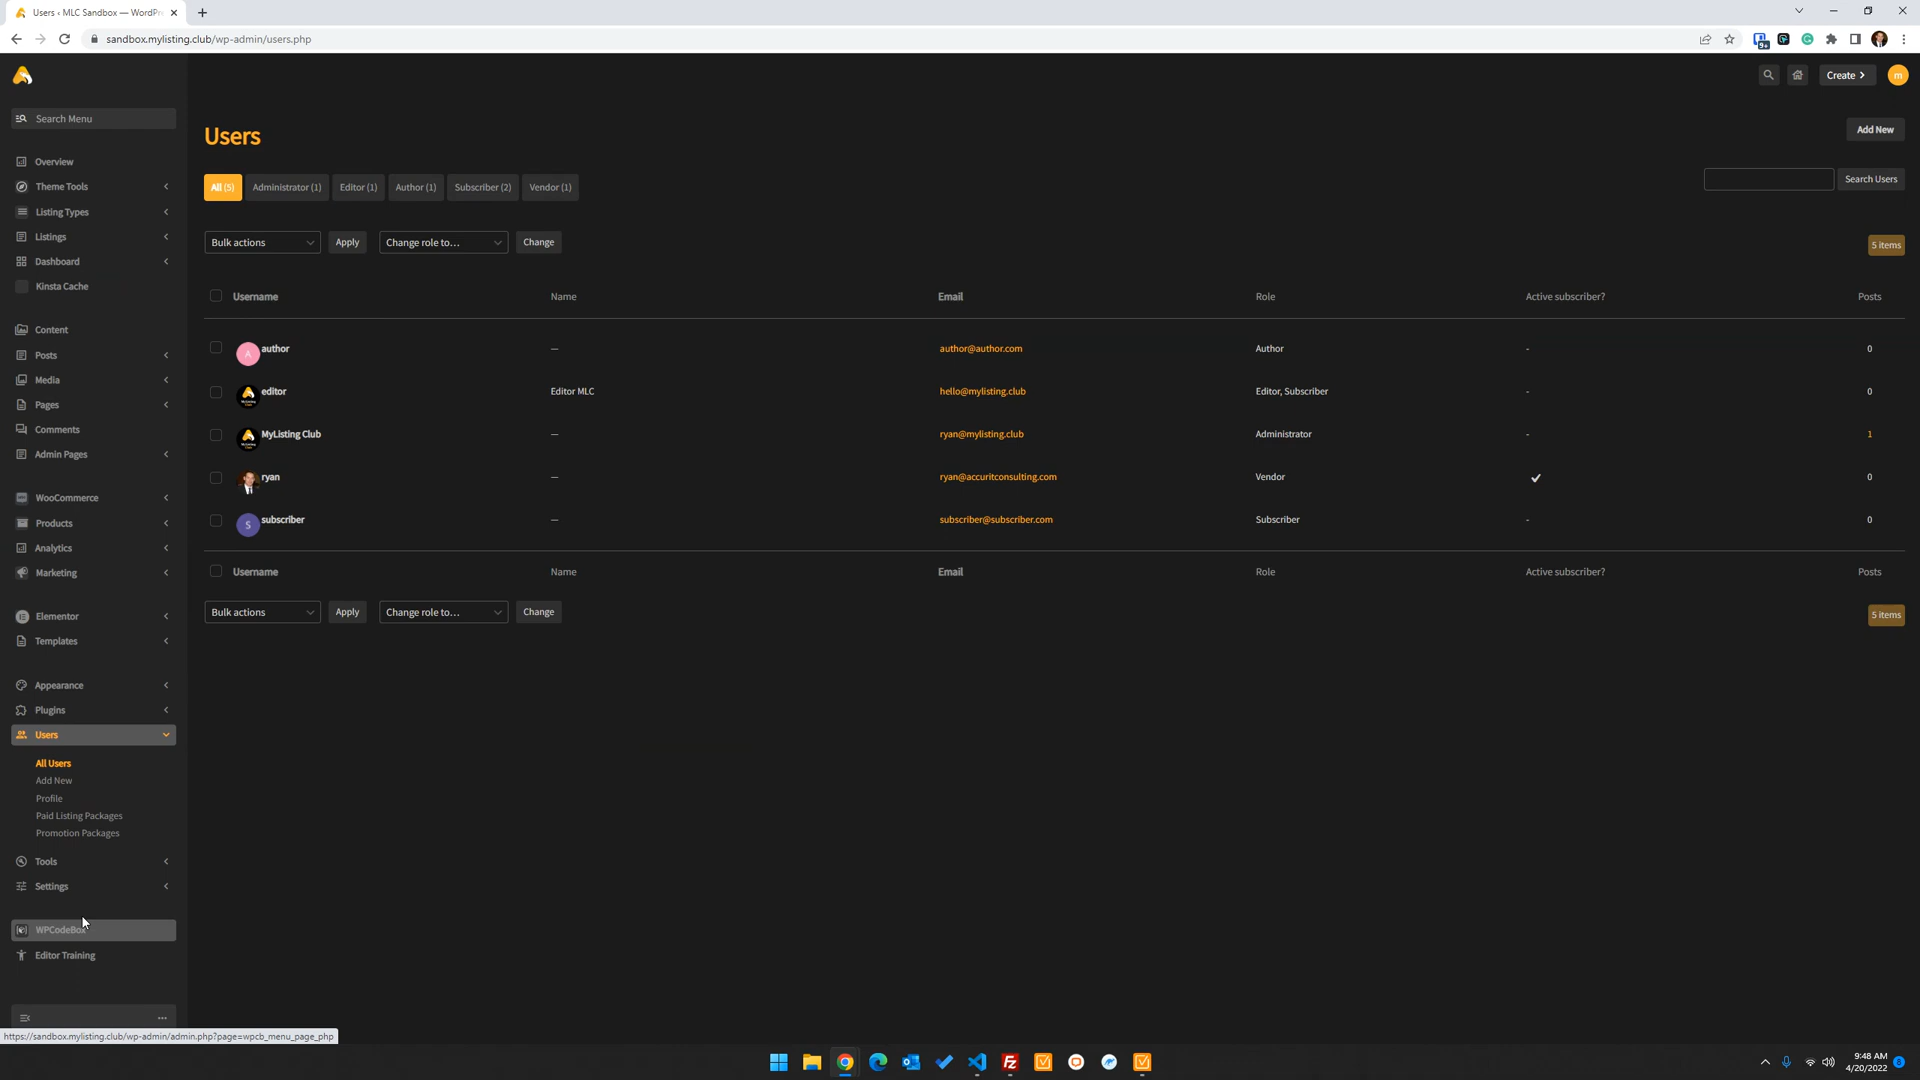 Users ‹ MLC Sandbox — WordPr
sandbox.mylisting.club/wp-admin/users.php
9+
Create
m
Search Menu
Users
Add New
All (5)
Administrator (1)
Editor (1)
Author (1)
Subscriber (2)
Vendor (1)
Search Users
Bulk actions
Apply
Change role to…
Change
5 items
Username Name Email Role Active subscriber? Posts
A author — author@author.com Author - 0
editor Editor MLC hello@mylisting.club Editor, Subscriber - 0
MyListing Club — ryan@mylisting.club Administrator - 1
ryan — ryan@accuritconsulting.com Vendor 0
S subscriber — subscriber@subscriber.com Subscriber - 0
Username Name Email Role Active subscriber? Posts
Bulk actions
Apply
Change role to…
Change
5 items
Overview
Theme Tools
Listing Types
Listings
Dashboard
Kinsta Cache
Content
Posts
Media
Pages
Comments
Admin Pages
WooCommerce
Products
Analytics
Marketing
Elementor
Templates
Appearance
Plugins
Users
All Users
Add New
Profile
Paid Listing Packages
Promotion Packages
Tools
Settings
WPCodeBox
Editor Training
https://sandbox.mylisting.club/wp-admin/admin.php?page=wpcb_menu_page_php
9:48 AM
4/20/2022